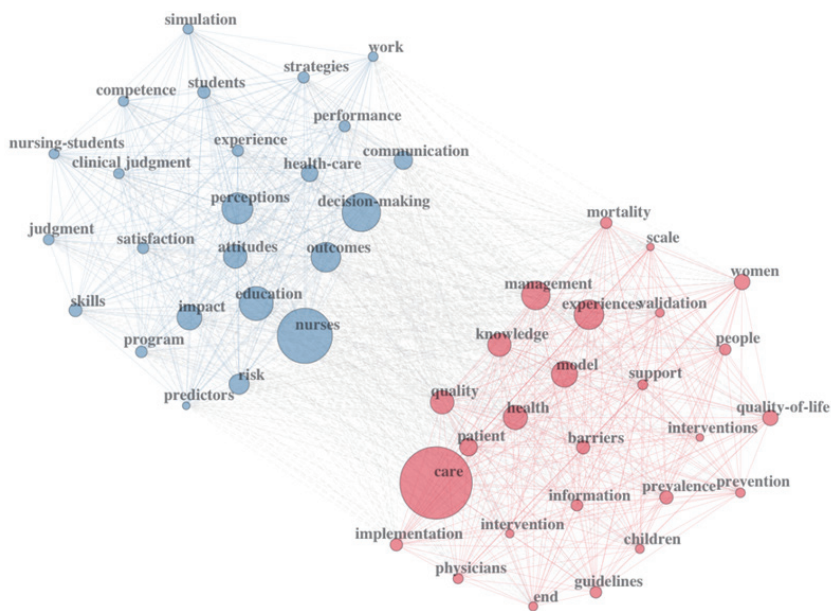 simulation
work
strategies
students
competence
performance
experience
communication
nursing-students
clinical judgment
health-care
perceptions
decision-making
judgment
satisfaction
attitudes
outcomes
skills
impact
education
nurses
program
risk
predictors
mortality
scale
women
management
experiences
validation
knowledge
people
model
support
quality
health
quality-of-life
interventions
patient
barriers
care
information
prevalence
prevention
implementation
intervention
children
physicians
guidelines
end